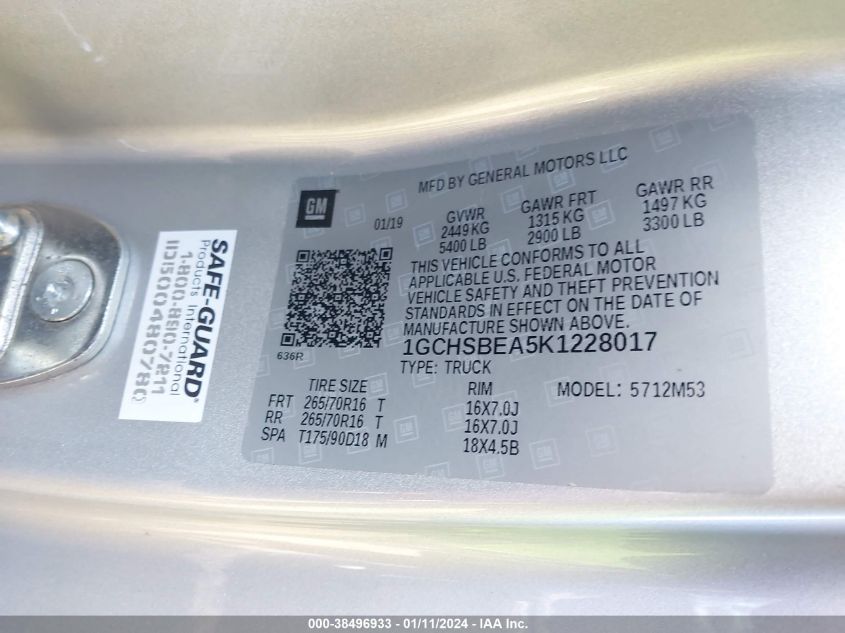 MFD BY GENERAL MOTORS LLC
GM
01/19
GVWR
2449 KG
5400 LB
GAWR FRT
1315 KG
2900 LB
GAWR RR
1497 KG
3300 LB
THIS VEHICLE CONFORMS TO ALL
APPLICABLE U.S. FEDERAL MOTOR
VEHICLE SAFETY AND THEFT PREVENTION
STANDARDS IN EFFECT ON THE DATE OF
MANUFACTURE SHOWN ABOVE.
636R
1GCHSBEA5K1228017
TYPE: TRUCK
TIRE SIZE
RIM
MODEL: 5712M53
FRT 265/70R16 T 16X7.0J
RR 265/70R16 T 16X7.0J
SPA T175/90D18 M 18X4.5B
SAFE-GUARD
Products International
1-800-890-7211
000-38496933 - 01/11/2024 - IAA Inc.